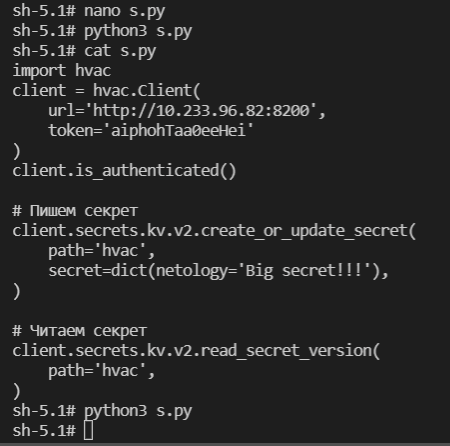 sh-5.1# nano s.py
sh-5.1# python3 s.py
sh-5.1# cat s.py
import hvac
client = hvac.Client(
    url='http://10.233.96.82:8200',
    token='aiphohTaa0eeHei'
)
client.is_authenticated()

# Пишем секрет
client.secrets.kv.v2.create_or_update_secret(
    path='hvac',
    secret=dict(netology='Big secret!!!'),
)

# Читаем секрет
client.secrets.kv.v2.read_secret_version(
    path='hvac',
)
sh-5.1# python3 s.py
sh-5.1#